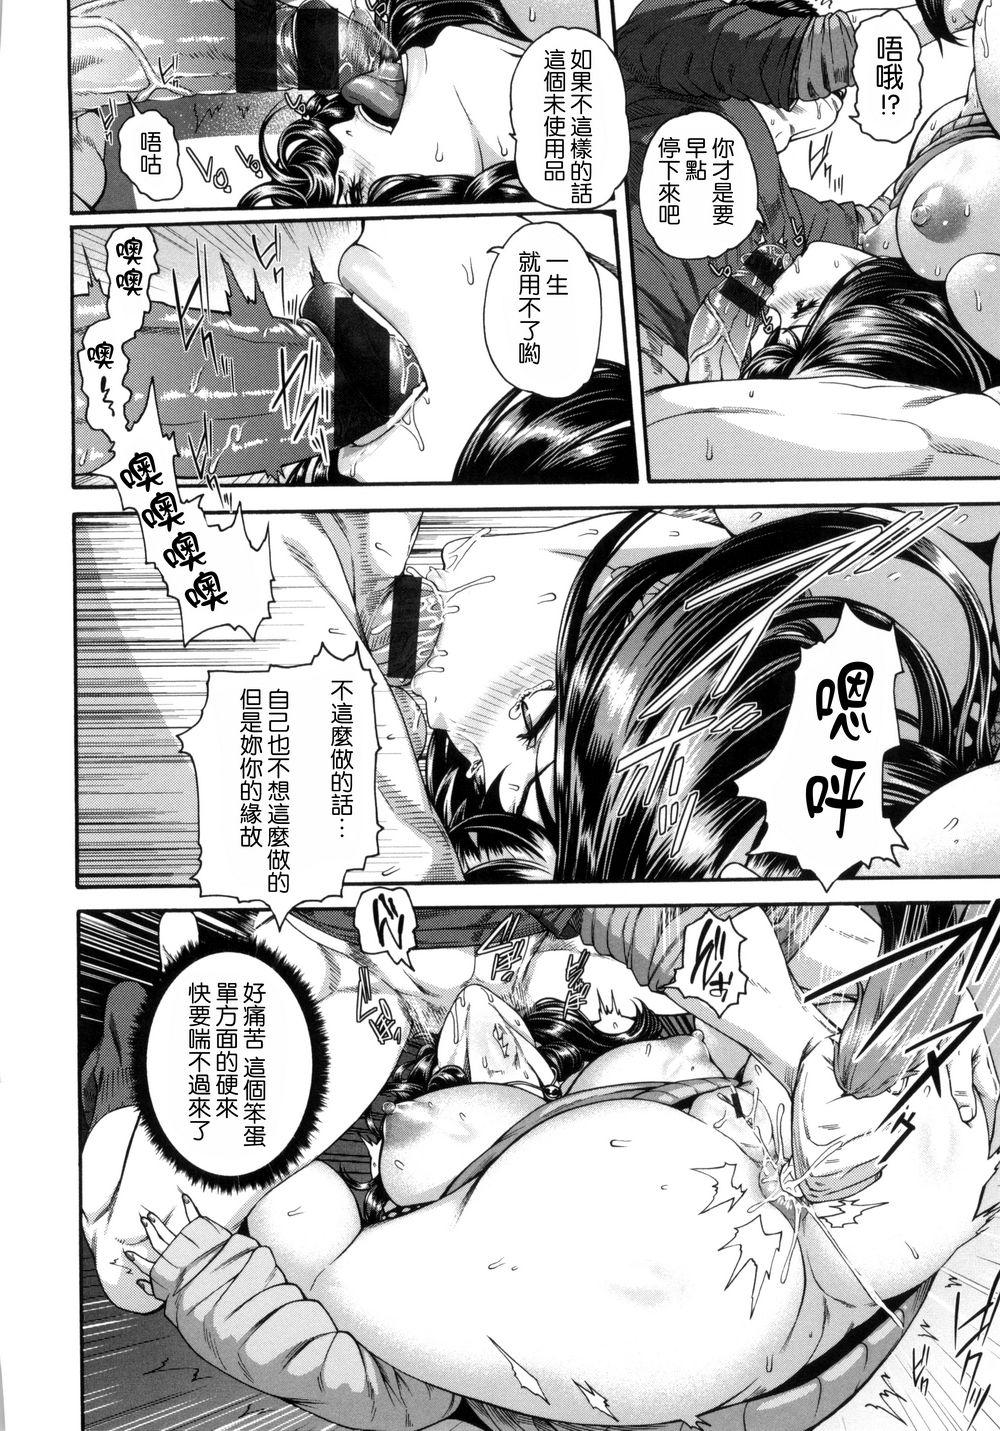 唔哦!?
你才是要
早點
停下來吧
如果不這樣的話
這個未使用品
唔咕
一生
就用不了喲
噢噢
噢~
噢噢噢噢
嗯呼
不這麼做的話…
自己也不想這麼做的
但是妳你的緣故
好痛苦 這個笨蛋
單方面的硬來
快要喘不過來了